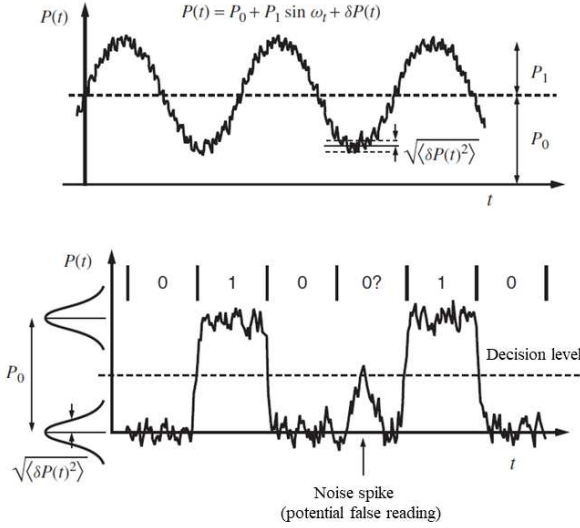 P(t)
P(t) = P₀ + P₁ sin ωₜ + δP(t)
P₁
P₀
√⟨δP(t)²⟩
t
P(t)
0 1 0 0? 1 0
P₀
Decision level
√⟨δP(t)²⟩
t
Noise spike
(potential false reading)